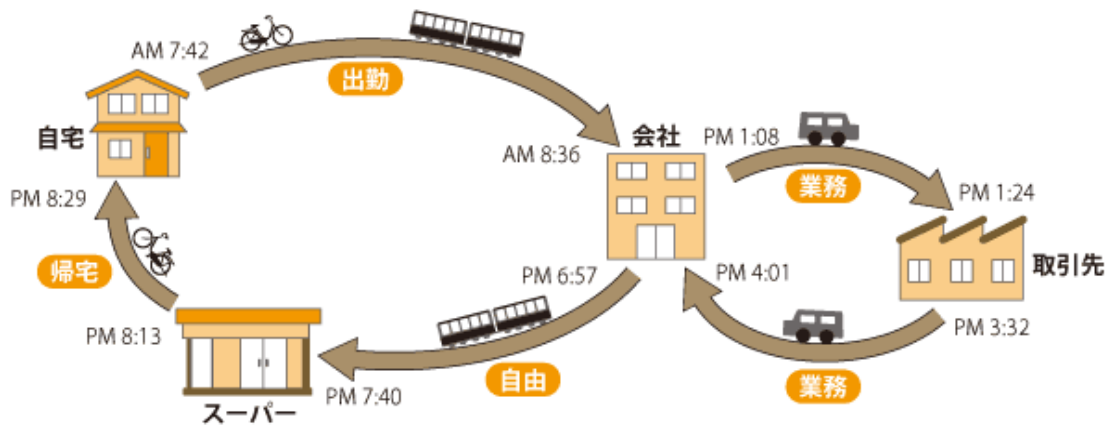 AM 7:42
出勤
自宅
会社
AM 8:36
PM 1:08
業務
PM 1:24
取引先
PM 3:32
業務
PM 4:01
PM 6:57
自由
PM 7:40
スーパー
PM 8:13
帰宅
PM 8:29